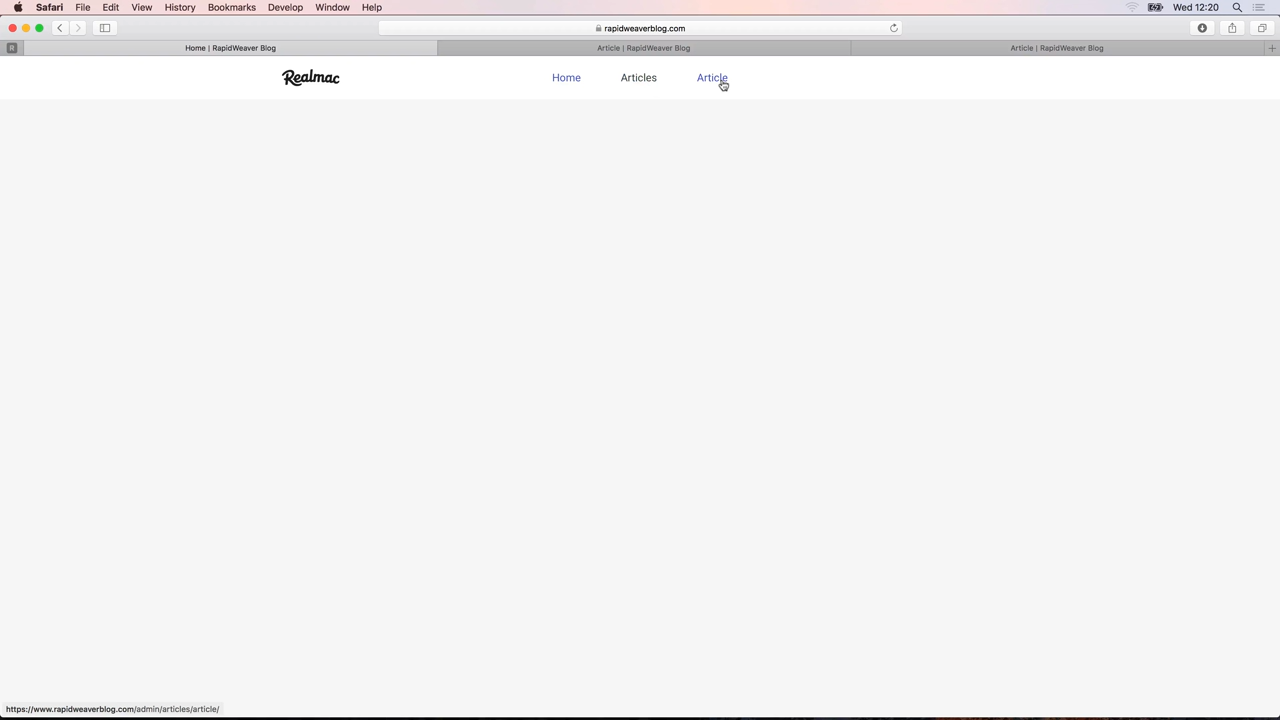 Safari File Edit View History Bookmarks Develop Window Help Wed 12:20
rapidweaverblog.com
R Home | RapidWeaver Blog Article | RapidWeaver Blog Article | RapidWeaver Blog
Realmac Home Articles Article
https://www.rapidweaverblog.com/admin/articles/article/